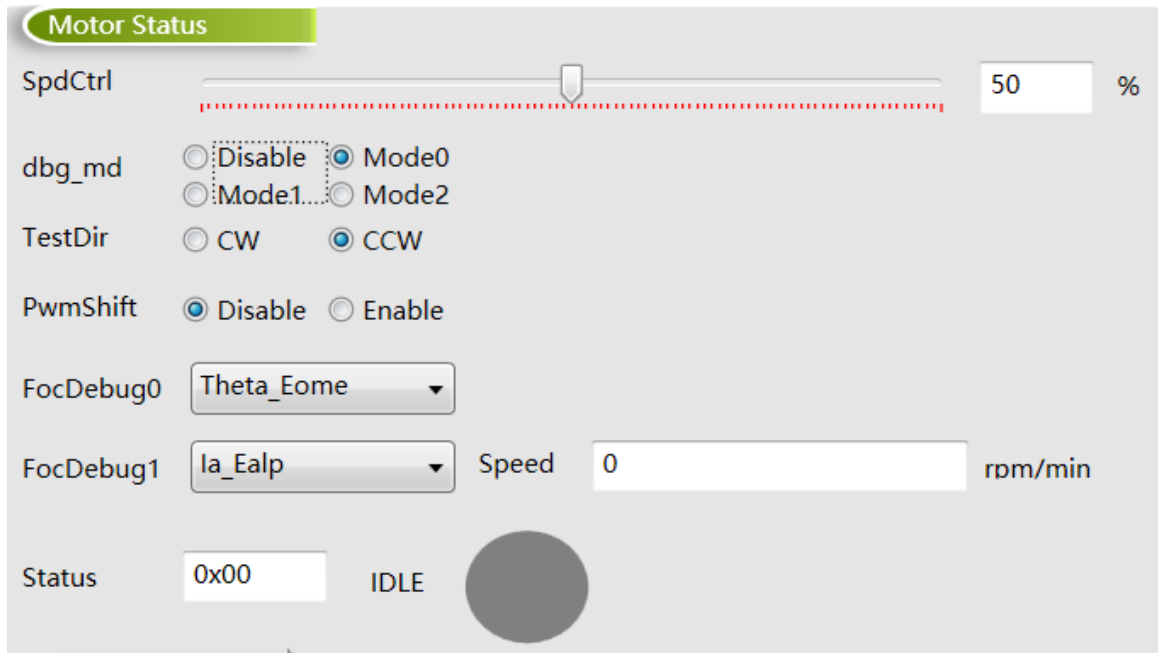 Motor Status
SpdCtrl 50 %
dbg_md Disable Mode0
Mode1 Mode2
TestDir CW CCW
PwmShift Disable Enable
FocDebug0 Theta_Eome
FocDebug1 Ia_Ealp Speed 0 rpm/min
Status 0x00 IDLE